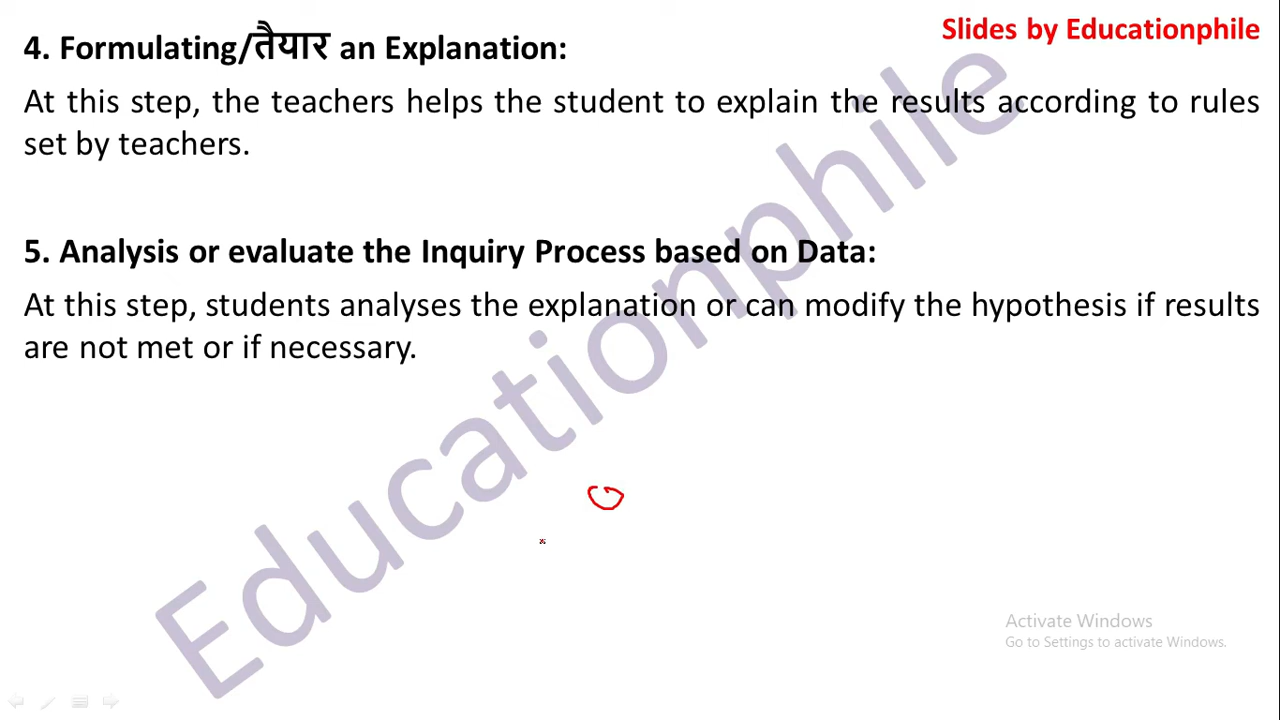 Slides by Educationphile
4. Formulating/तैयार an Explanation:
At this step, the teachers helps the student to explain the results according to rules
set by teachers.
5. Analysis or evaluate the Inquiry Process based on Data:
At this step, students analyses the explanation or can modify the hypothesis if results
are not met or if necessary.
Educationphile
Activate Windows
Go to Settings to activate Windows.